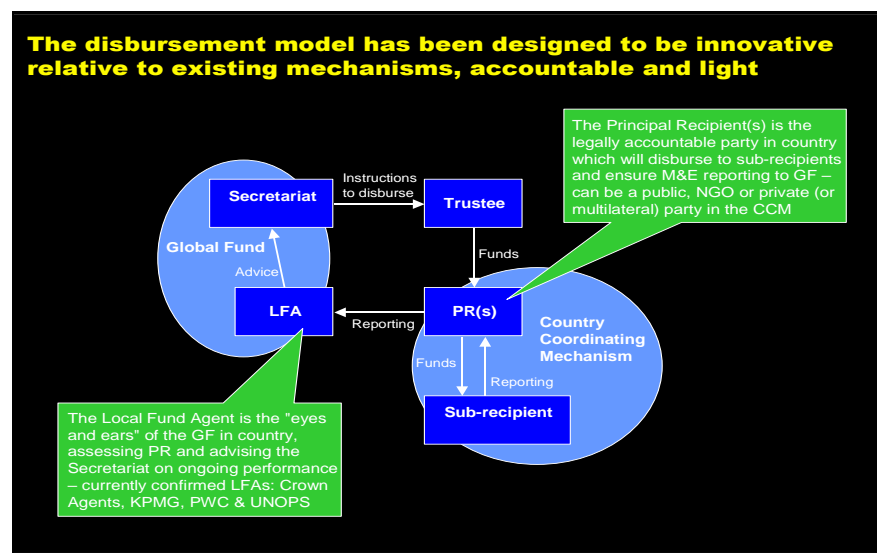 The disbursement model has been designed to be innovative
relative to existing mechanisms, accountable and light
The Principal Recipient(s) is the
legally accountable party in country
which will disburse to sub-recipients
and ensure M&E reporting to GF –
can be a public, NGO or private (or
multilateral) party in the CCM
Instructions
to disburse
Secretariat
Trustee
Global Fund
Funds
Advice
LFA
PR(s)
Reporting
Country
Coordinating
Mechanism
Funds
Reporting
Sub-recipient
The Local Fund Agent is the "eyes
and ears" of the GF in country,
assessing PR and advising the
Secretariat on ongoing performance
– currently confirmed LFAs: Crown
Agents, KPMG, PWC & UNOPS